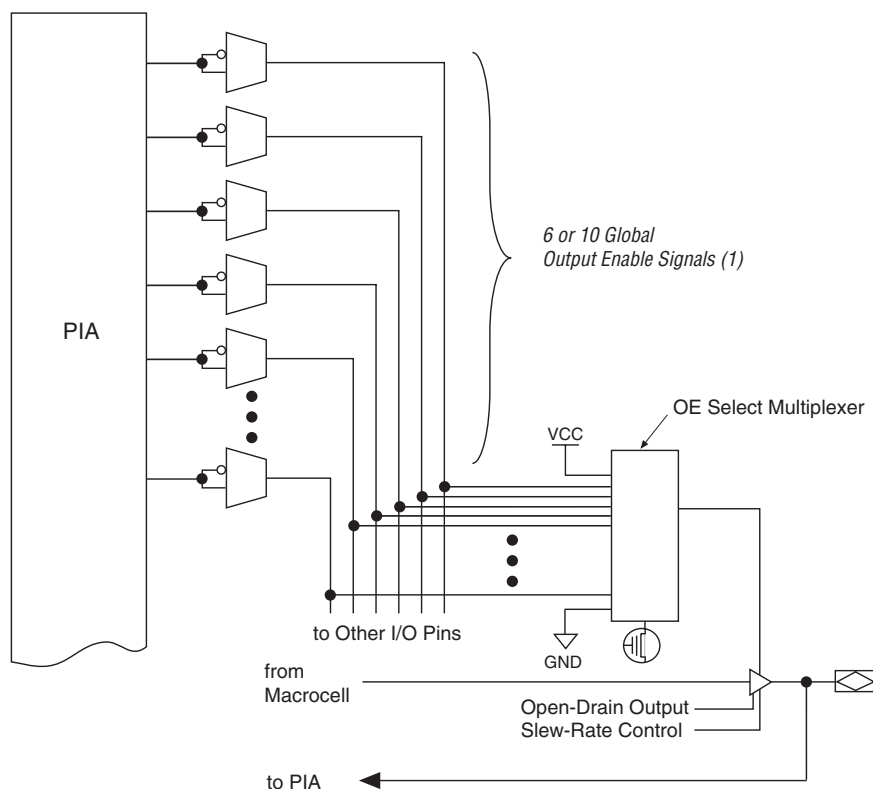 PIA
6 or 10 Global
Output Enable Signals (1)
OE Select Multiplexer
VCC
to Other I/O Pins
GND
from
Macrocell
Open-Drain Output
Slew-Rate Control
to PIA